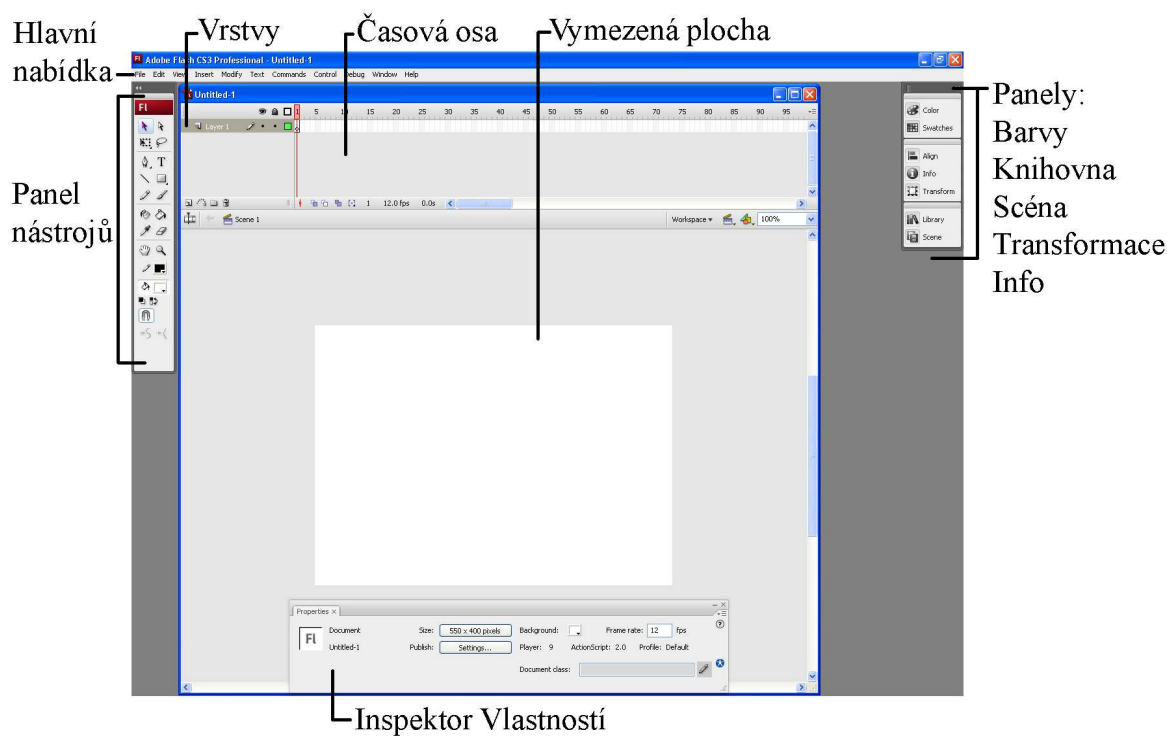 Hlavní
nabídka
Vrstvy
Časová osa
Vymezená plocha
Adobe Flash CS3 Professional - Untitled-1
File Edit View Insert Modify Text Commands Control Debug Window Help
Untitled-1
1 5 10 15 20 25 30 35 40 45 50 55 60 65 70 75 80 85 90 95
Layer 1
1 12.0 fps 0.0s
Scene 1
Workspace 100%
Fl
T
Panel
nástrojů
Color
Swatches
Align
Info
Transform
Library
Scene
Panely:
Barvy
Knihovna
Scéna
Transformace
Info
Properties ×
Fl
Document Size: 550 x 400 pixels Background: Frame rate: 12 fps
Untitled-1 Publish: Settings... Player: 9 ActionScript: 2.0 Profile: Default
Document class:
Inspektor Vlastností